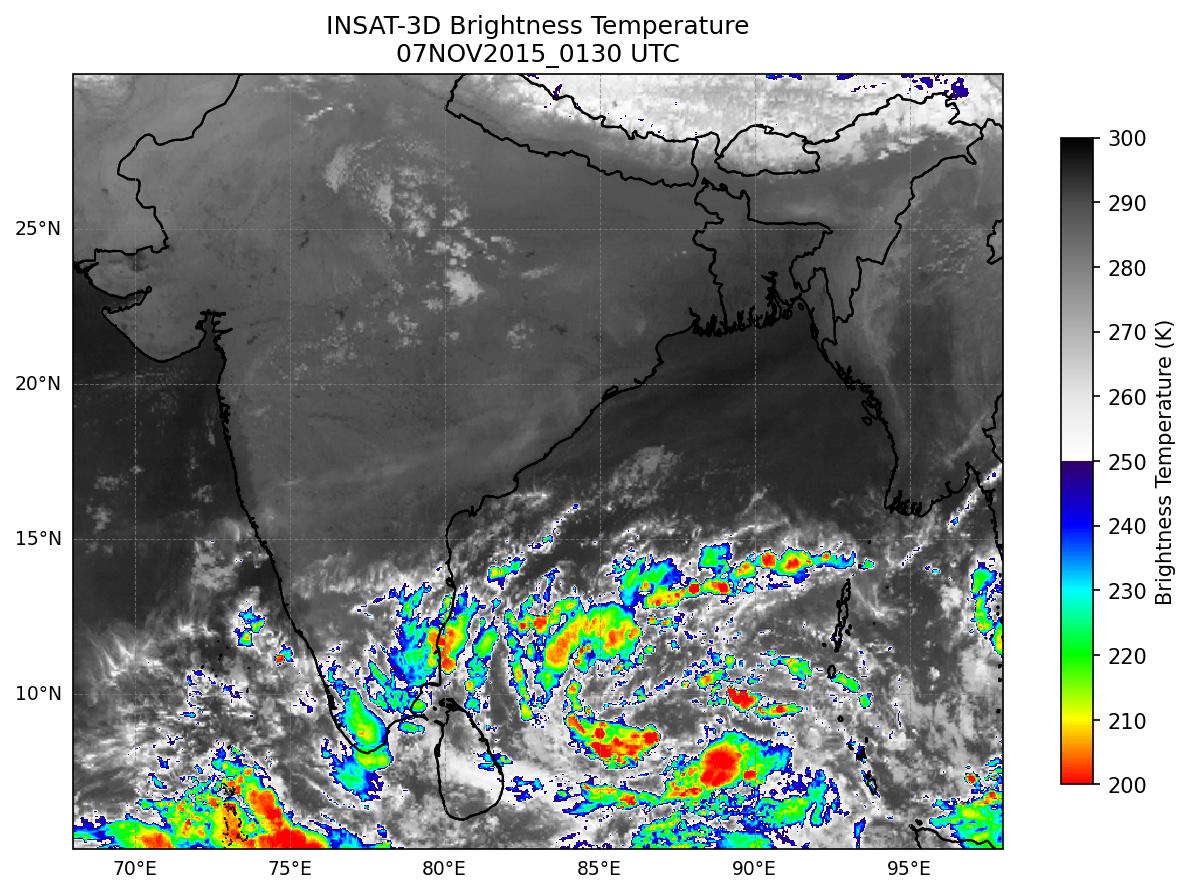 INSAT-3D Brightness Temperature
07NOV2015_0130 UTC
25°N
20°N
15°N
10°N
70°E
75°E
80°E
85°E
90°E
95°E
300
290
280
270
260
250
240
230
220
210
200
Brightness Temperature (K)